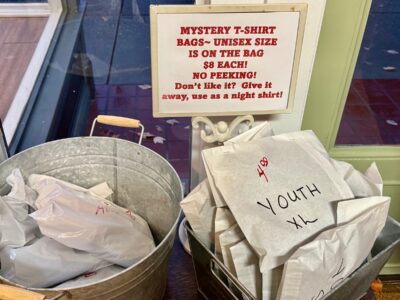 MYSTERY T-SHIRT
BAGS~ UNISEX SIZE
IS ON THE BAG
$8 EACH!
NO PEEKING!
Don't like it? Give it
away, use as a night shirt!
YOUTH
XL